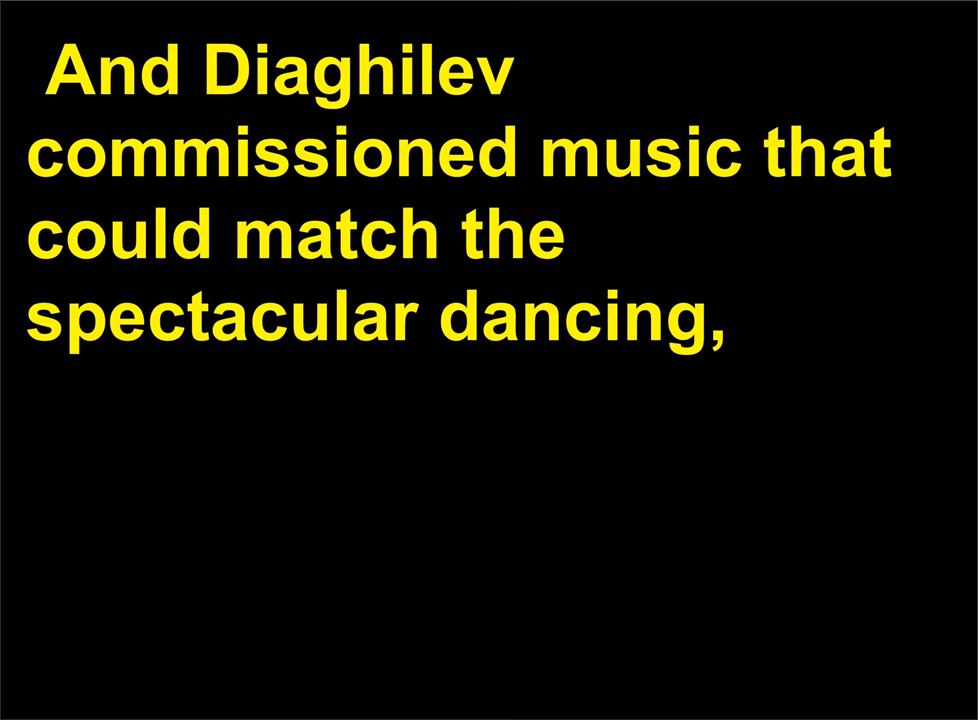 And Diaghilev
commissioned music that
could match the
spectacular dancing,